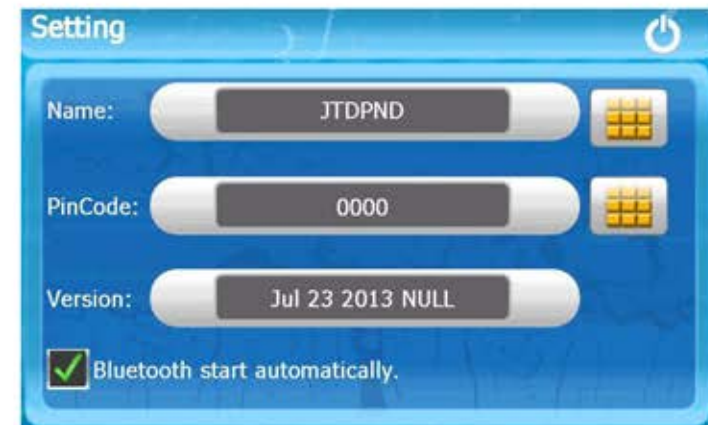 Setting
Name: JTDPND
PinCode: 0000
Version: Jul 23 2013 NULL
Bluetooth start automatically.